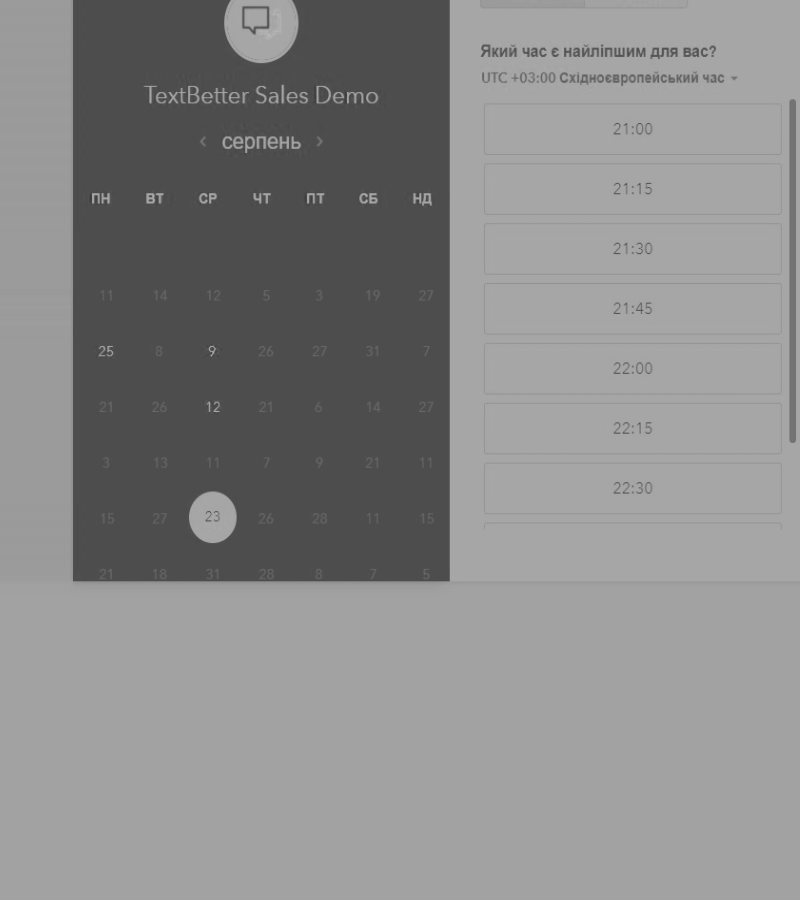 TextBetter Sales Demo
серпень
ПН ВТ СР ЧТ ПТ СБ НД
11 14 12 5 3 19 27
25 8 9 26 27 31 7
21 26 12 21 6 14 27
3 13 11 7 9 21 11
15 27 23 26 28 11 15
21 18 31 28 8 7 5
Який час є найліпшим для вас?
UTC +03:00 Східноєвропейський час
21:00
21:15
21:30
21:45
22:00
22:15
22:30